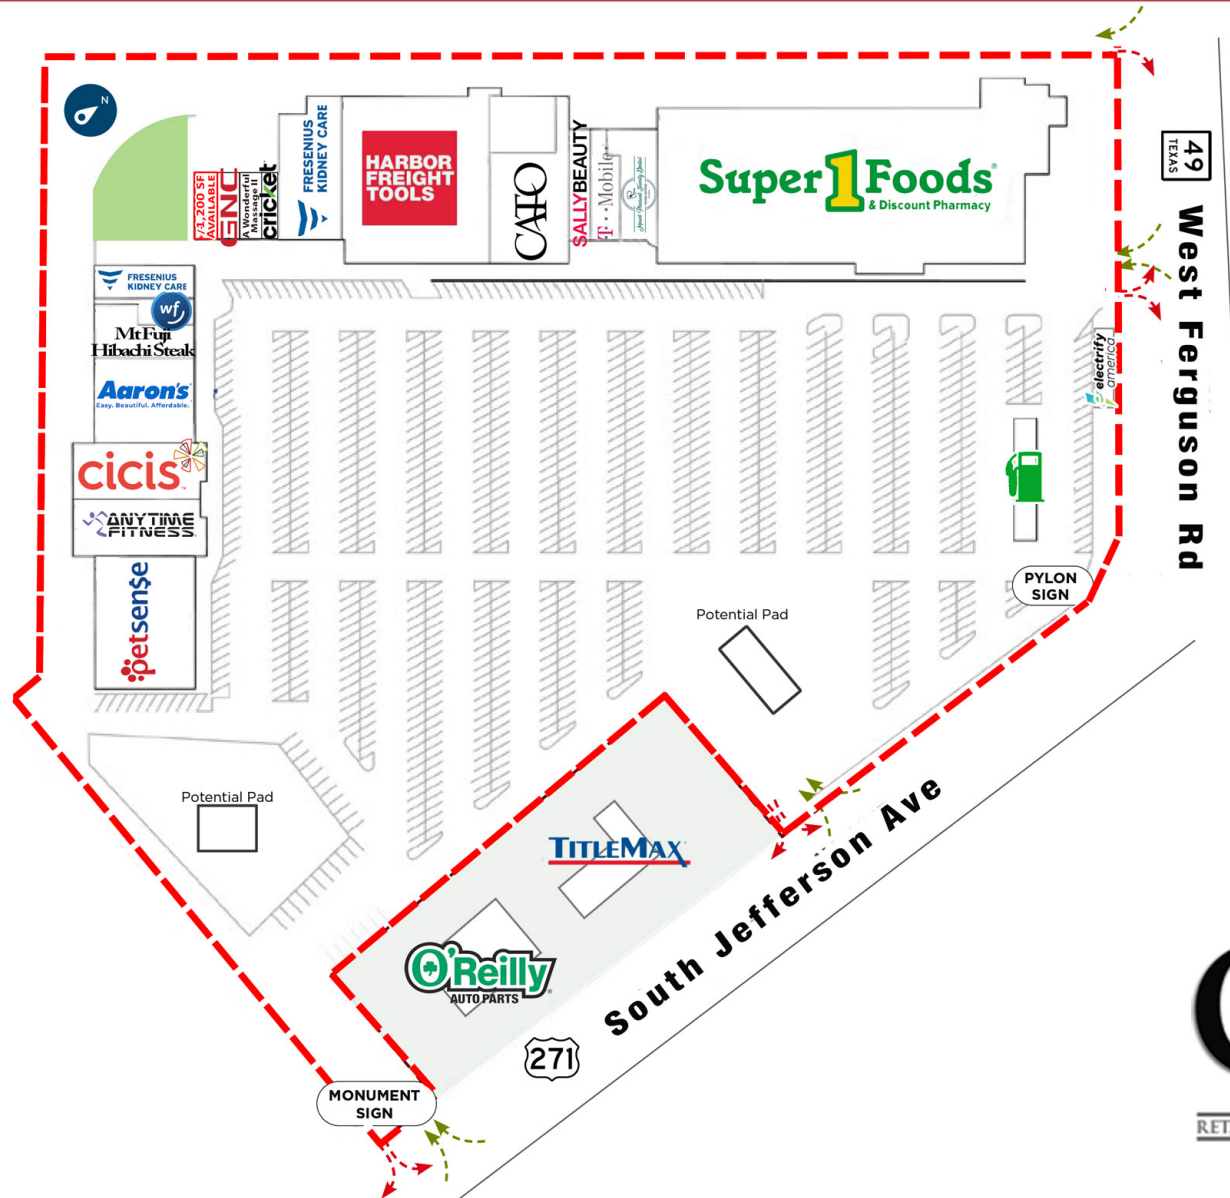 N
+/-1,200 SF
AVAILABLE
GNC
A Wonderful
Massage II
cricket
FRESENIUS
KIDNEY CARE
HARBOR
FREIGHT
TOOLS
CATO
SALLYBEAUTY
T - Mobile
Super 1 Foods
& Discount Pharmacy
49
TEXAS
West Ferguson Rd
FRESENIUS
KIDNEY CARE
wf
Mt Fuji
Hibachi Steak
Aaron's
Easy. Beautiful. Affordable.
cicis
ANYTIME
FITNESS
petsense
electrify
america
PYLON
SIGN
Potential Pad
Potential Pad
TITLEMAX
O'Reilly
AUTO PARTS
South Jefferson Ave
271
MONUMENT
SIGN